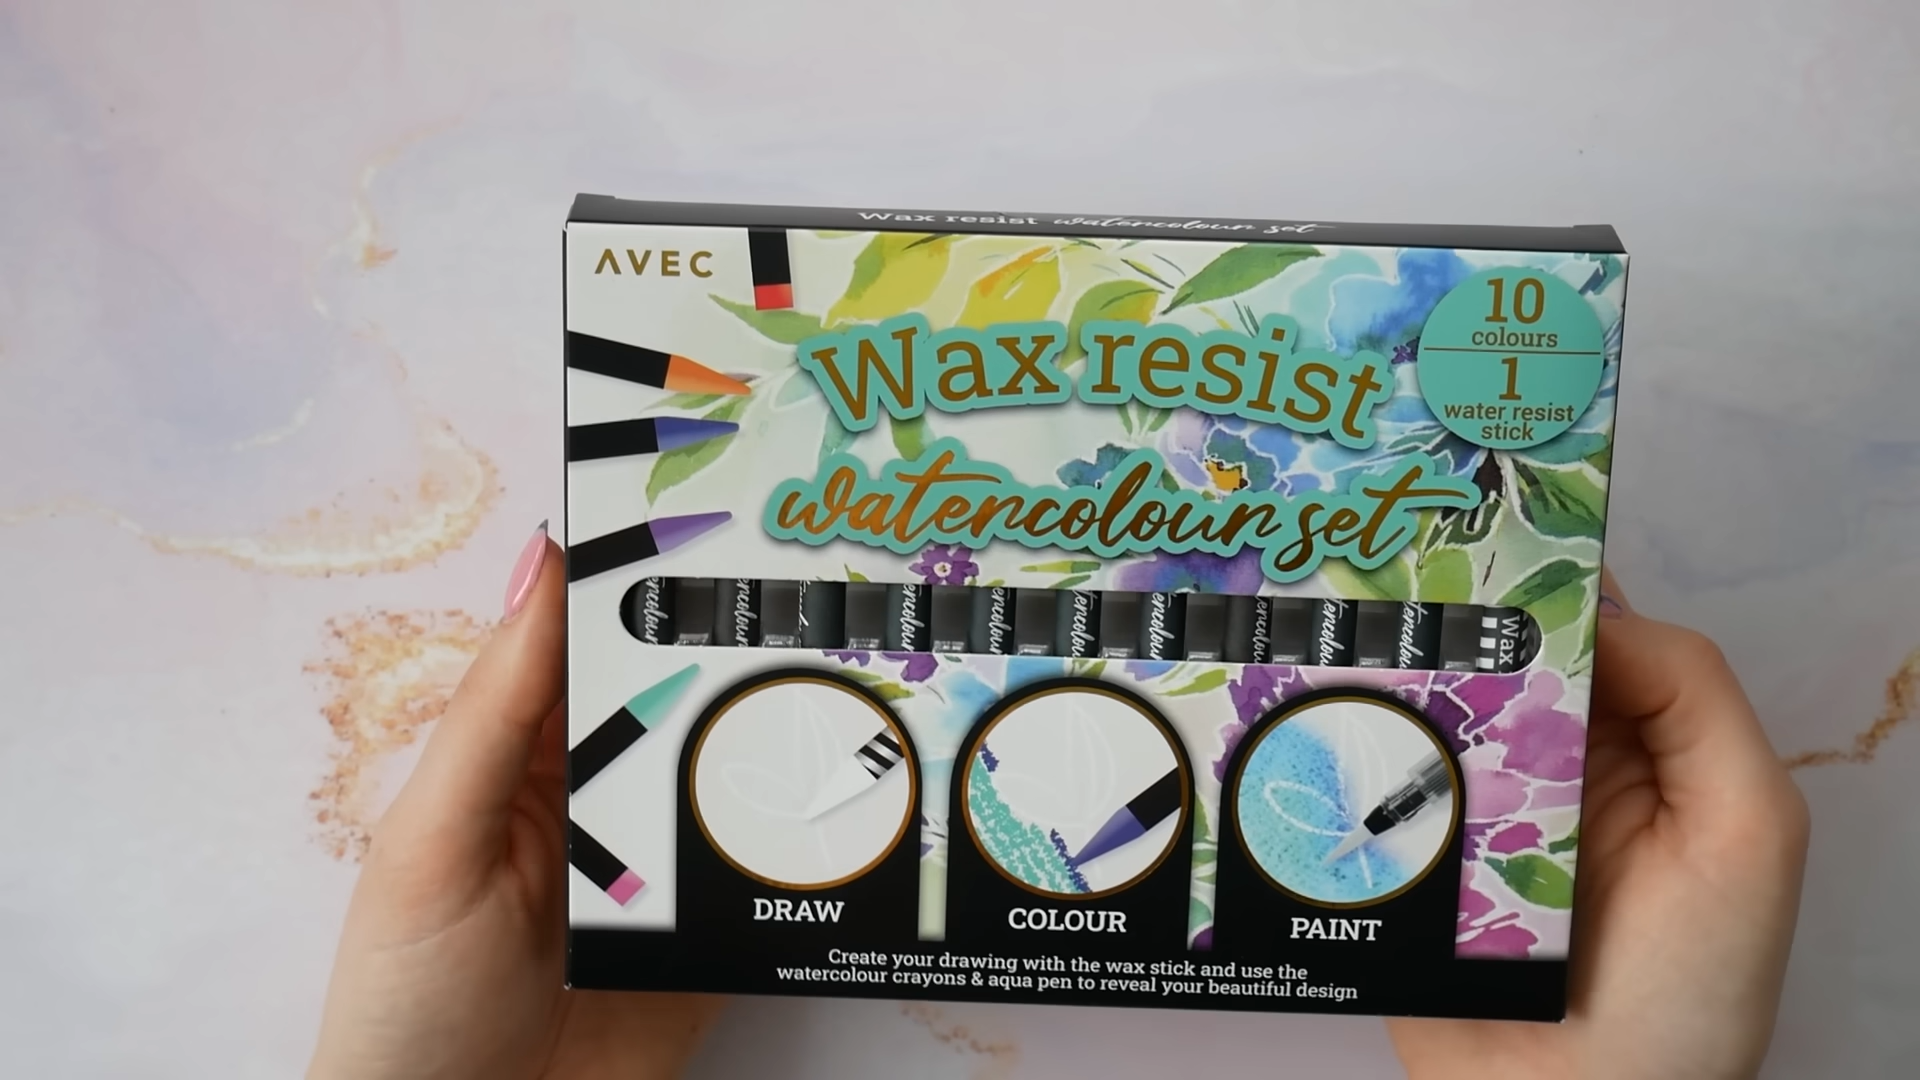 Wax resist watercolour set
AVEC
10
colours
1
water resist
stick
Wax resist
watercolour set
Wax
DRAW
COLOUR
PAINT
Create your drawing with the wax stick and use the
watercolour crayons & aqua pen to reveal your beautiful design